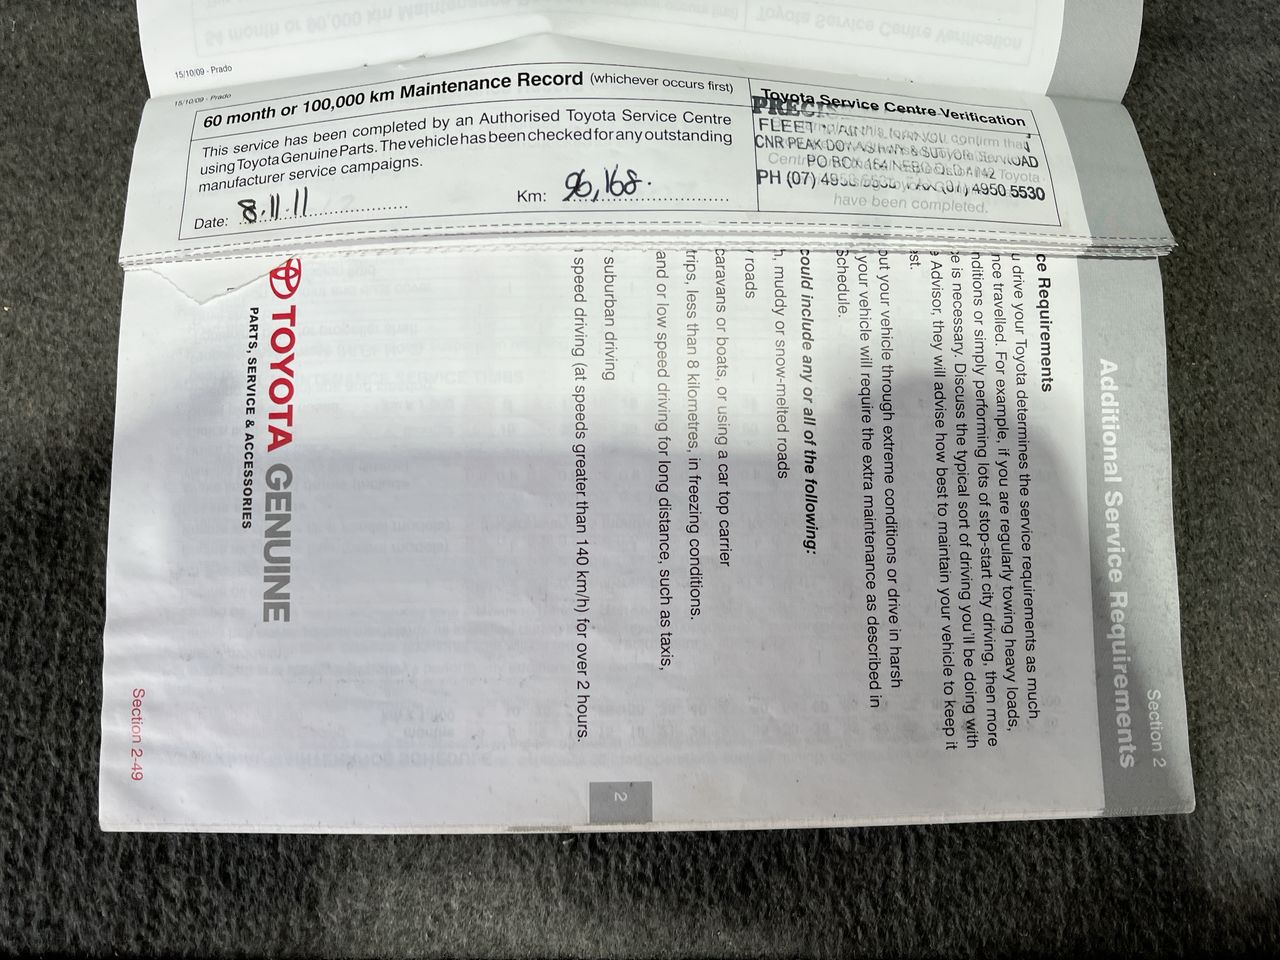 15/10/09 - Prado
15/10/09 - Prado
60 month or 100,000 km Maintenance Record (whichever occurs first)
This service has been completed by an Authorised Toyota Service Centre
using Toyota Genuine Parts. The vehicle has been checked for any outstanding
manufacturer service campaigns.
Date: 8.11.11
Km: 96,168.
Toyota Service Centre Verification
FLEET
CNR PEAK
PO BOX
PH (07) 4950 5530
have been completed.
Section 2
Additional Service Requirements
ce Requirements
u drive your Toyota determines the service requirements as much
nce travelled. For example, if you are regularly towing heavy loads,
nditions or simply performing lots of stop-start city driving, then more
e is necessary. Discuss the typical sort of driving you'll be doing with
e Advisor, they will advise how best to maintain your vehicle to keep it
est.
out your vehicle through extreme conditions or drive in harsh
your vehicle will require the extra maintenance as described in
Schedule.
could include any or all of the following:
h, muddy or snow-melted roads
roads
caravans or boats, or using a car top carrier
trips, less than 8 kilometres, in freezing conditions.
and or low speed driving for long distance, such as taxis,
suburban driving
speed driving (at speeds greater than 140 km/h) for over 2 hours.
TOYOTA GENUINE
PARTS, SERVICE & ACCESSORIES
2
Section 2-49